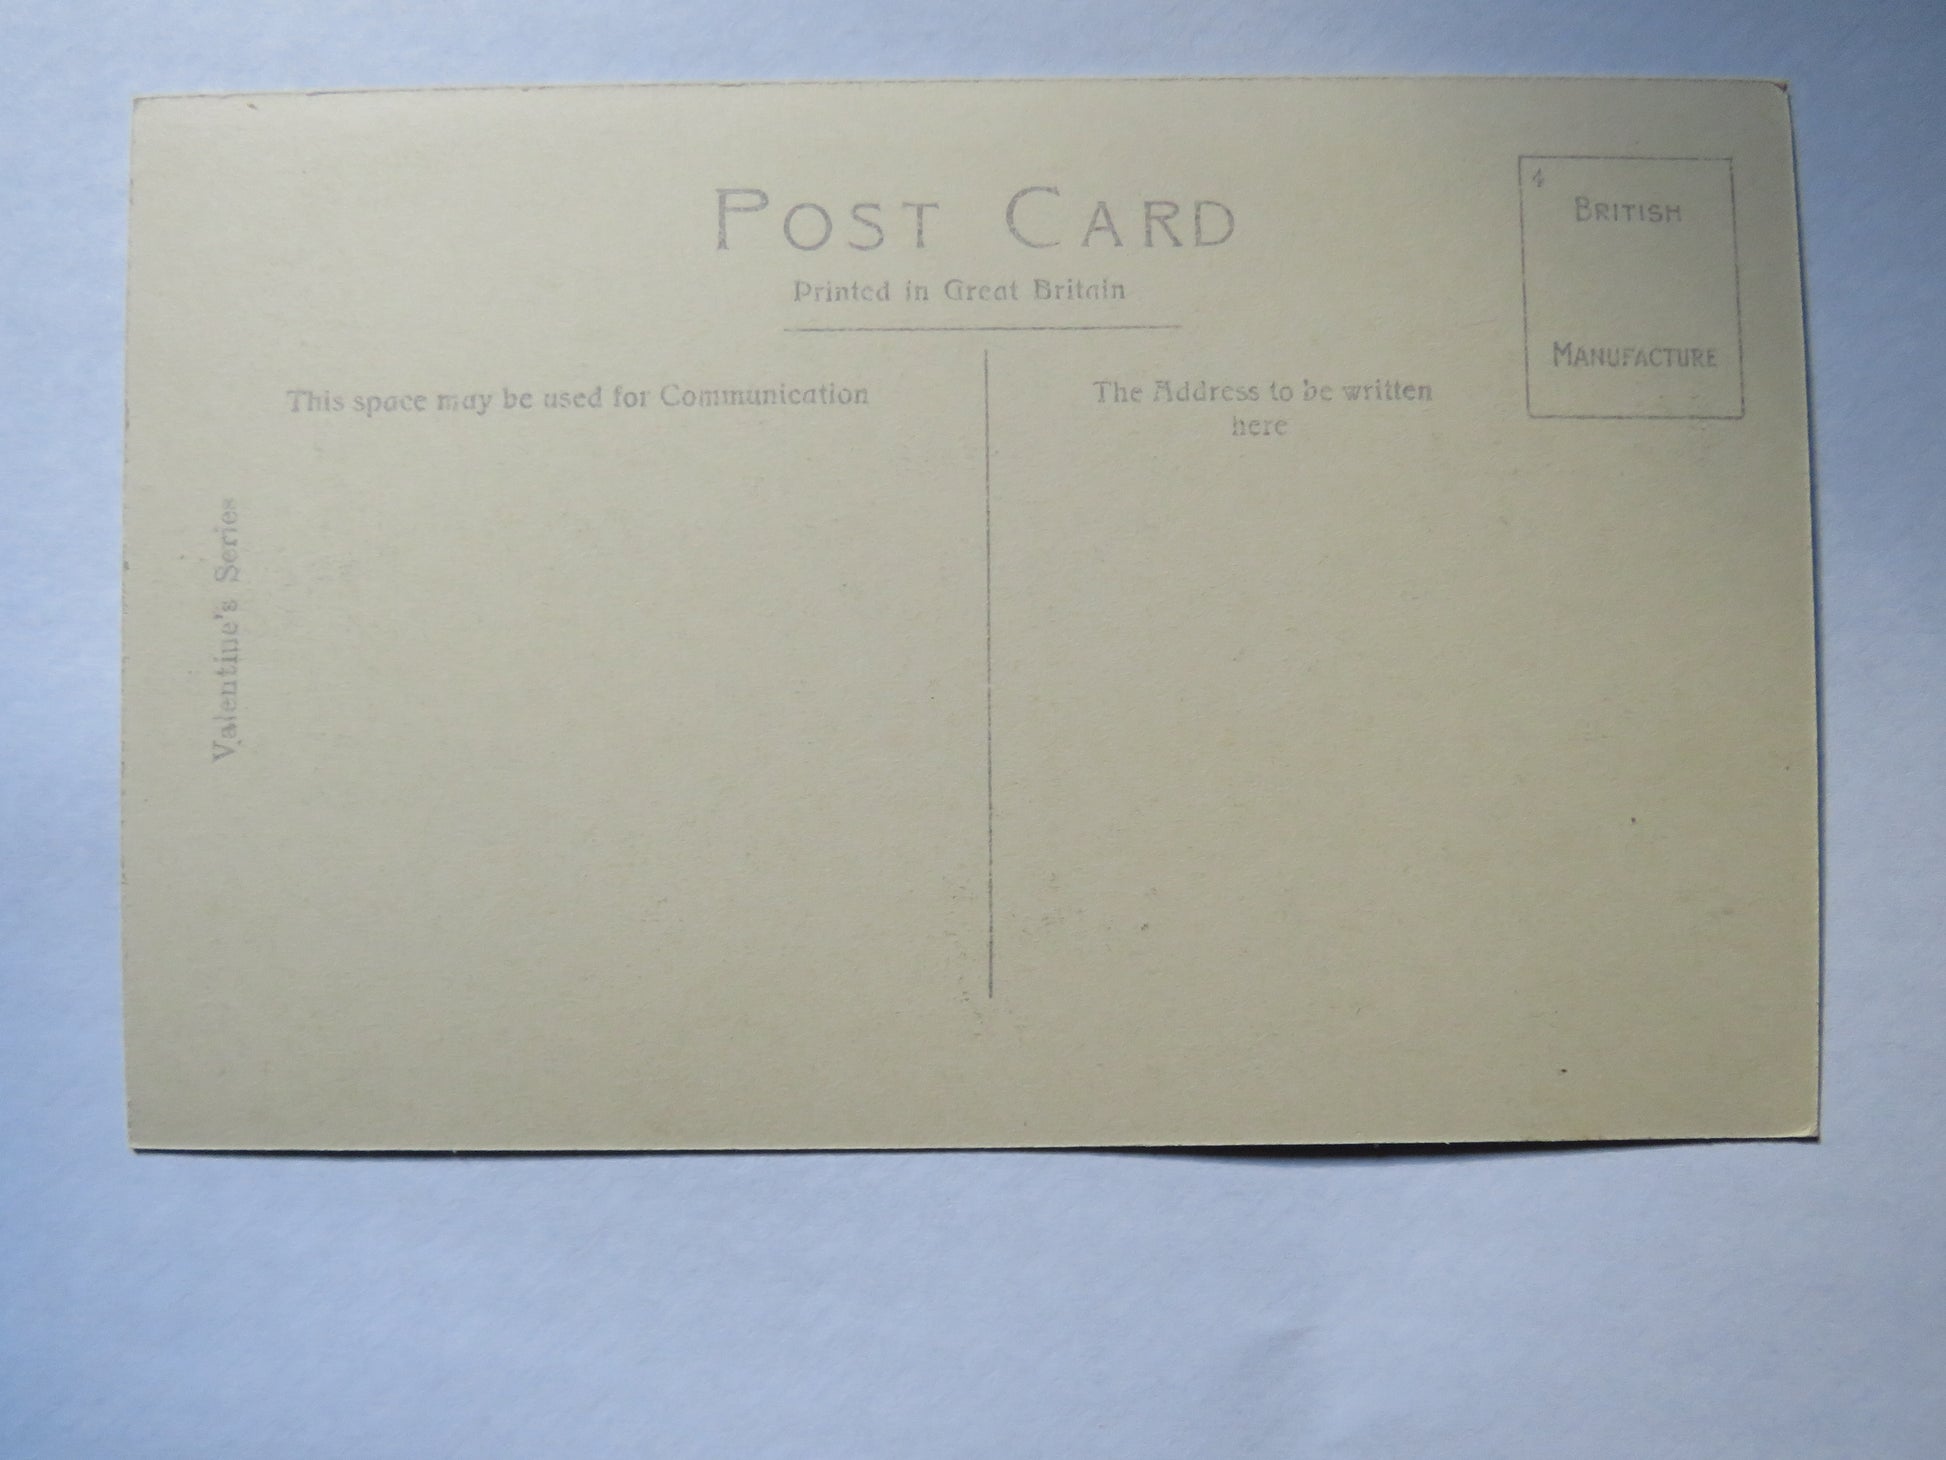 POST CARD
Printed in Great Britain
4
BRITISH
MANUFACTURE
This space may be used for Communication
The Address to be written
here
Valentine's Series